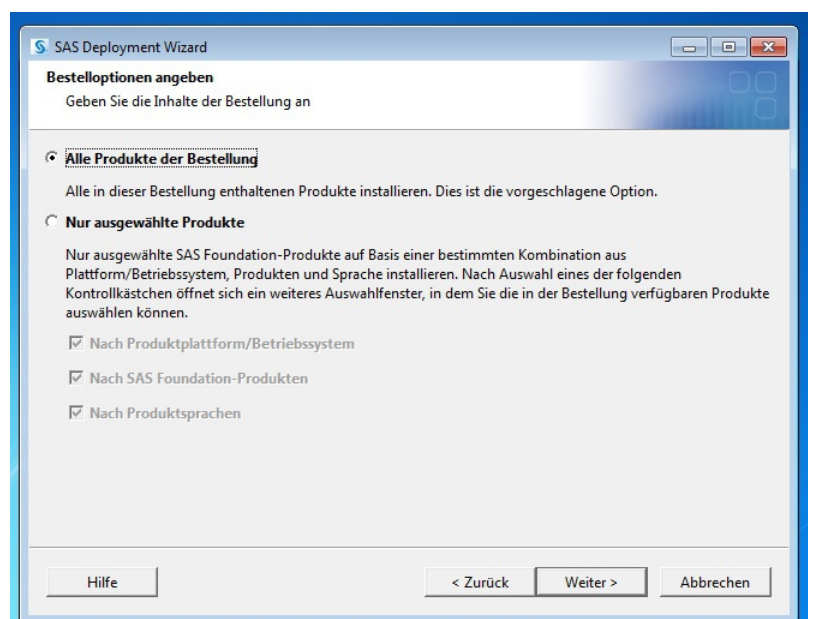 SAS Deployment Wizard
Bestelloptionen angeben
Geben Sie die Inhalte der Bestellung an
Alle Produkte der Bestellung
Alle in dieser Bestellung enthaltenen Produkte installieren. Dies ist die vorgeschlagene Option.
Nur ausgewählte Produkte
Nur ausgewählte SAS Foundation-Produkte auf Basis einer bestimmten Kombination aus
Plattform/Betriebssystem, Produkten und Sprache installieren. Nach Auswahl eines der folgenden
Kontrollkästchen öffnet sich ein weiteres Auswahlfenster, in dem Sie die in der Bestellung verfügbaren Produkte
auswählen können.
Nach Produktplattform/Betriebssystem
Nach SAS Foundation-Produkten
Nach Produktsprachen
Hilfe
< Zurück
Weiter >
Abbrechen